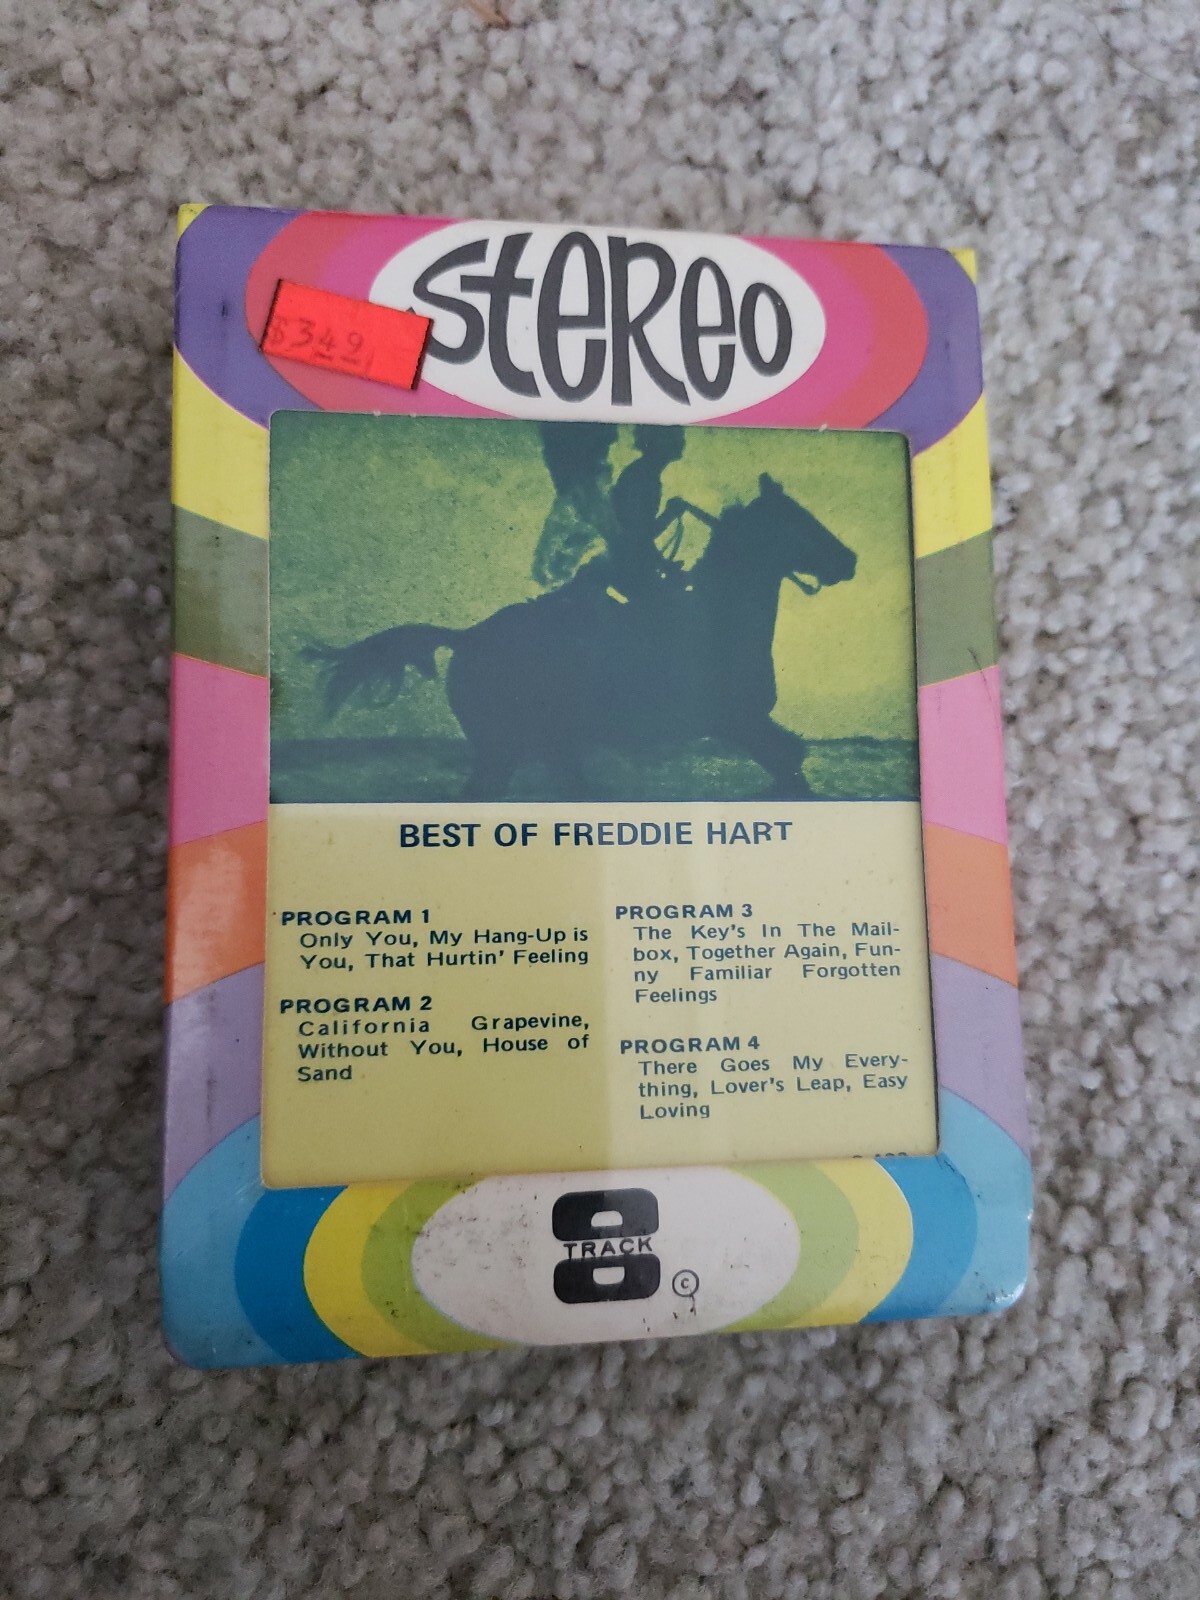 stereo
$3.49
BEST OF FREDDIE HART
PROGRAM 1
Only You, My Hang-Up is
You, That Hurtin' Feeling
PROGRAM 2
California Grapevine,
Without You, House of
Sand
PROGRAM 3
The Key's In The Mail-
box, Together Again, Fun-
ny Familiar Forgotten
Feelings
PROGRAM 4
There Goes My Every-
thing, Lover's Leap, Easy
Loving
8
TRACK
©